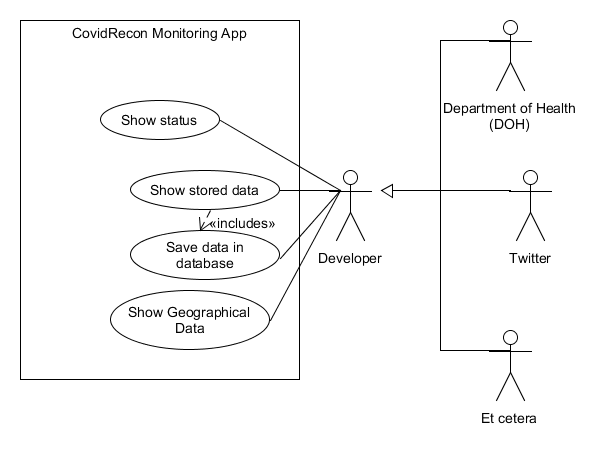 CovidRecon Monitoring App
Show status
Show stored data
«includes»
Save data in
database
Show Geographical
Data
Developer
Department of Health
(DOH)
Twitter
Et cetera